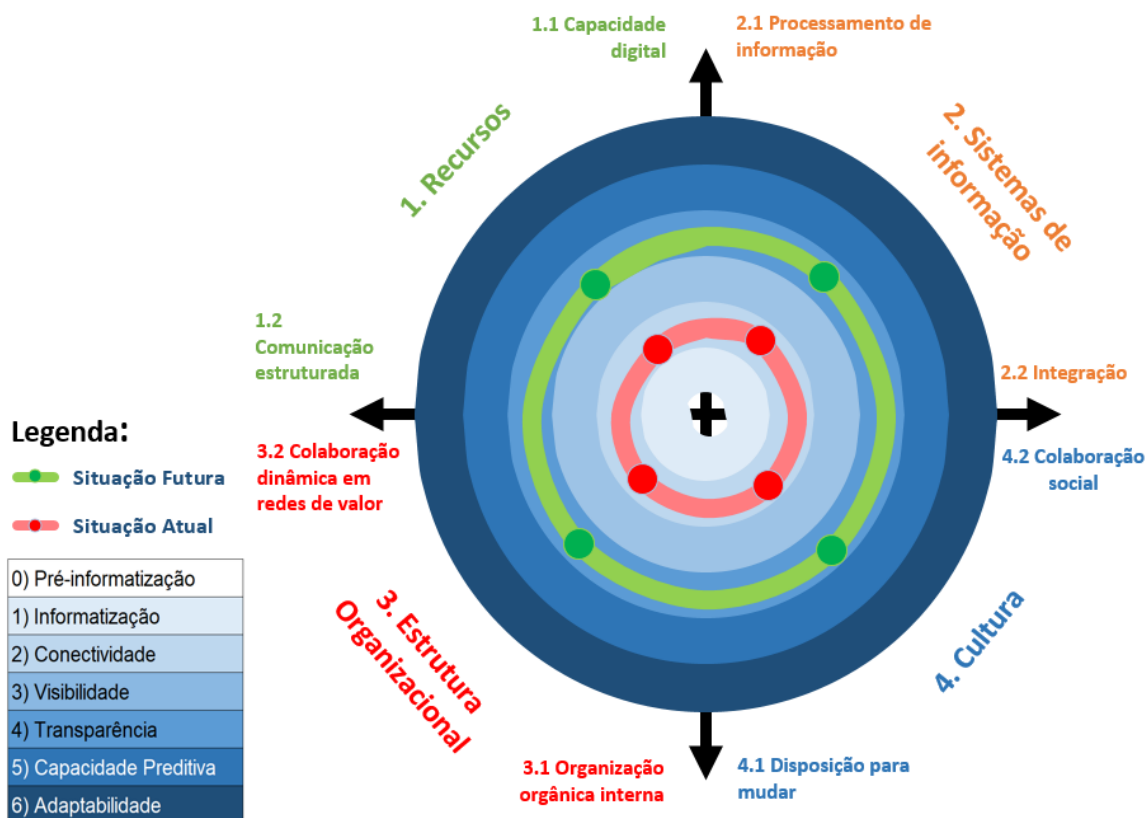 1.1 Capacidade
digital
2.1 Processamento de
informação
1. Recursos
2. Sistemas de
informação
1.2
Comunicação
estruturada
2.2 Integração
3.2 Colaboração
dinâmica em
redes de valor
4.2 Colaboração
social
Legenda:
Situação Futura
Situação Atual
0) Pré-informatização
1) Informatização
2) Conectividade
3) Visibilidade
4) Transparência
5) Capacidade Preditiva
6) Adaptabilidade
3. Estrutura
Organizacional
4. Cultura
3.1 Organização
orgânica interna
4.1 Disposição para
mudar